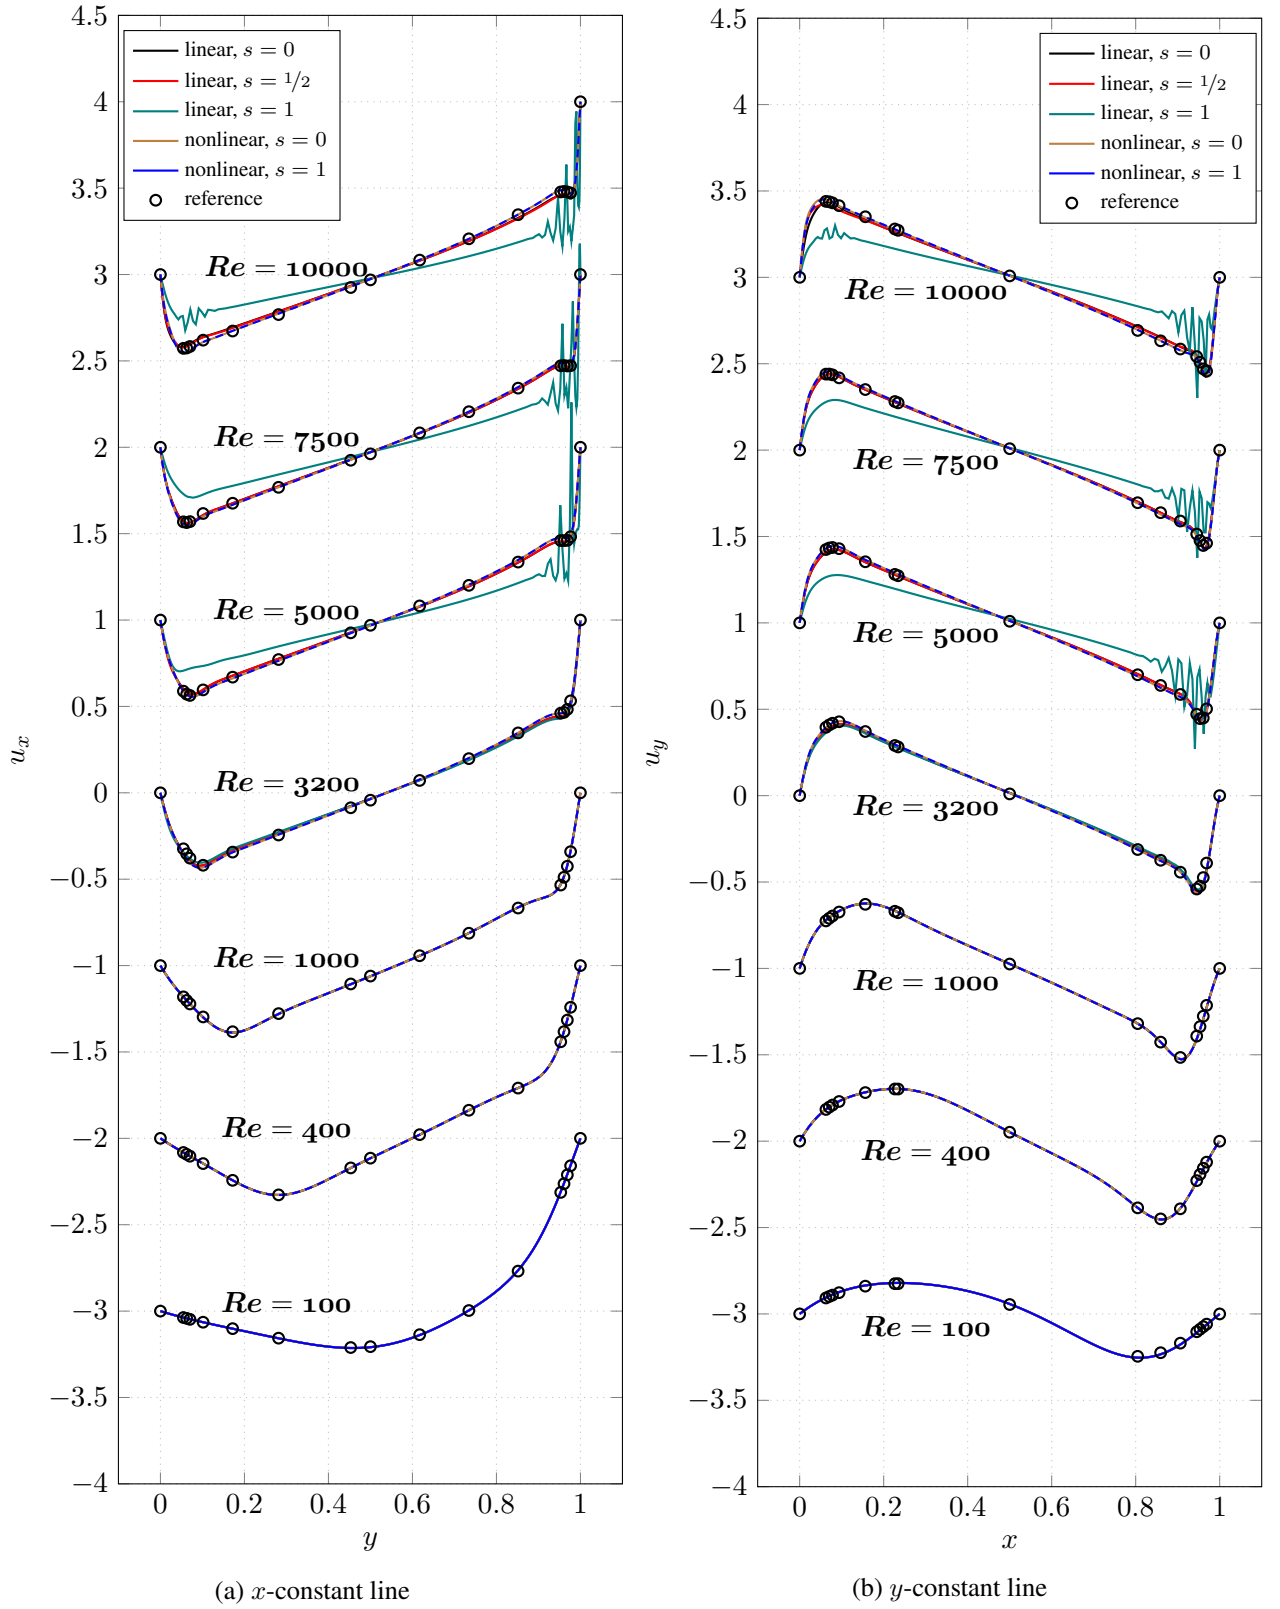 4.5
4
3.5
3
2.5
2
1.5
1
0.5
0
−0.5
−1
−1.5
−2
−2.5
−3
−3.5
−4
u_x
linear, s = 0
linear, s = 1/2
linear, s = 1
nonlinear, s = 0
nonlinear, s = 1
reference
Re = 10000
Re = 7500
Re = 5000
Re = 3200
Re = 1000
Re = 400
Re = 100
0 0.2 0.4 0.6 0.8 1
y
(a) x-constant line
4.5
4
3.5
3
2.5
2
1.5
1
0.5
0
−0.5
−1
−1.5
−2
−2.5
−3
−3.5
−4
u_y
linear, s = 0
linear, s = 1/2
linear, s = 1
nonlinear, s = 0
nonlinear, s = 1
reference
Re = 10000
Re = 7500
Re = 5000
Re = 3200
Re = 1000
Re = 400
Re = 100
0 0.2 0.4 0.6 0.8 1
x
(b) y-constant line